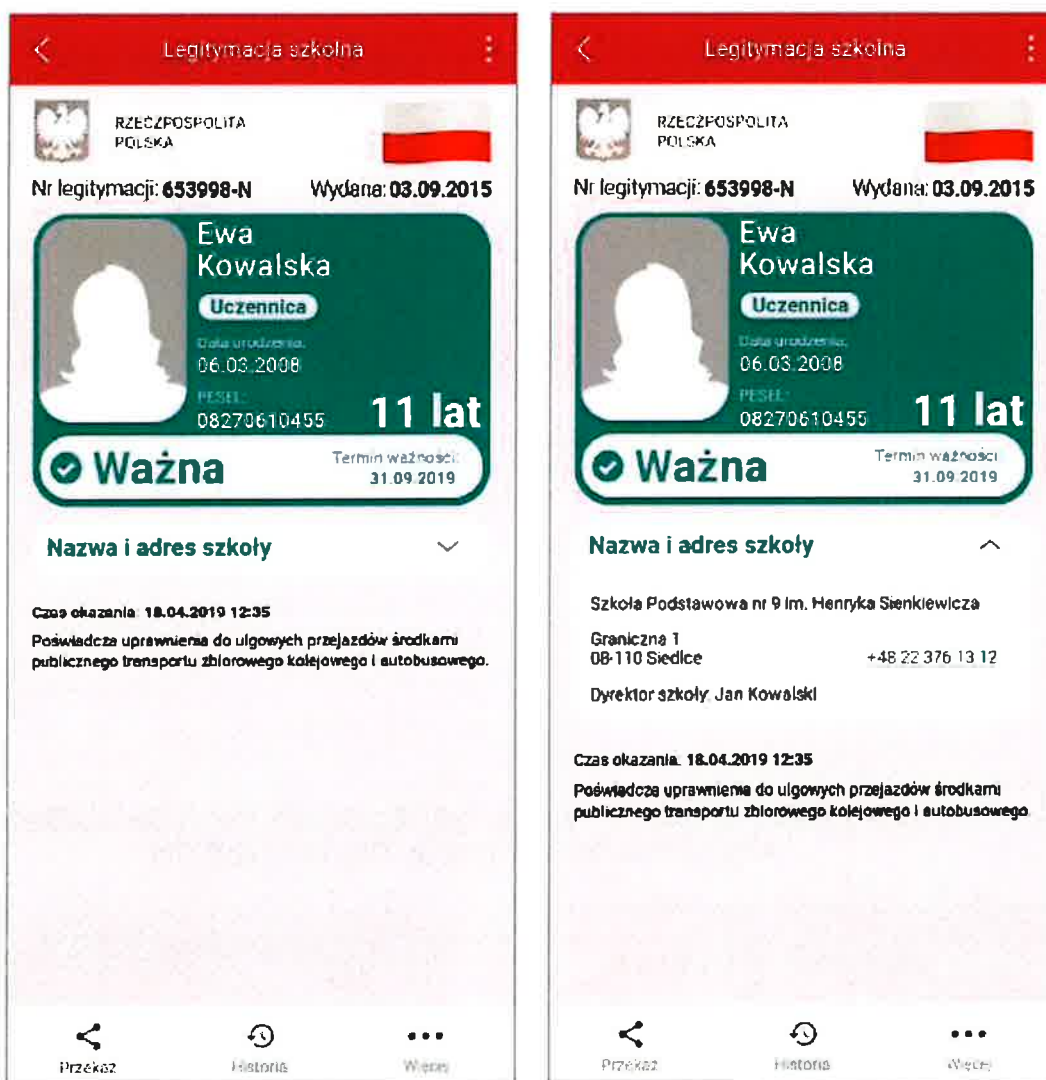 Legitymacja szkolna
RZECZPOSPOLITA
POLSKA
Nr legitymacji: 653998-N Wydana: 03.09.2015
Ewa
Kowalska
Uczennica
Data urodzenia:
06.03.2008
PESEL:
08270610455
11 lat
Ważna
Termin ważności:
31.09.2019
Nazwa i adres szkoły
Czas okazania: 18.04.2019 12:35
Poświadcza uprawnienia do ulgowych przejazdów środkami
publicznego transportu zbiorowego kolejowego i autobusowego.
Przekaż
Historia
Więcej
Legitymacja szkolna
RZECZPOSPOLITA
POLSKA
Nr legitymacji: 653998-N Wydana: 03.09.2015
Ewa
Kowalska
Uczennica
Data urodzenia:
06.03.2008
PESEL:
08270610455
11 lat
Ważna
Termin ważności:
31.09.2019
Nazwa i adres szkoły
Szkoła Podstawowa nr 9 im. Henryka Sienkiewicza
Graniczna 1
08-110 Siedlce +48 22 376 13 12
Dyrektor szkoły: Jan Kowalski
Czas okazania: 18.04.2019 12:35
Poświadcza uprawnienia do ulgowych przejazdów środkami
publicznego transportu zbiorowego kolejowego i autobusowego.
Przekaż
Historia
Więcej